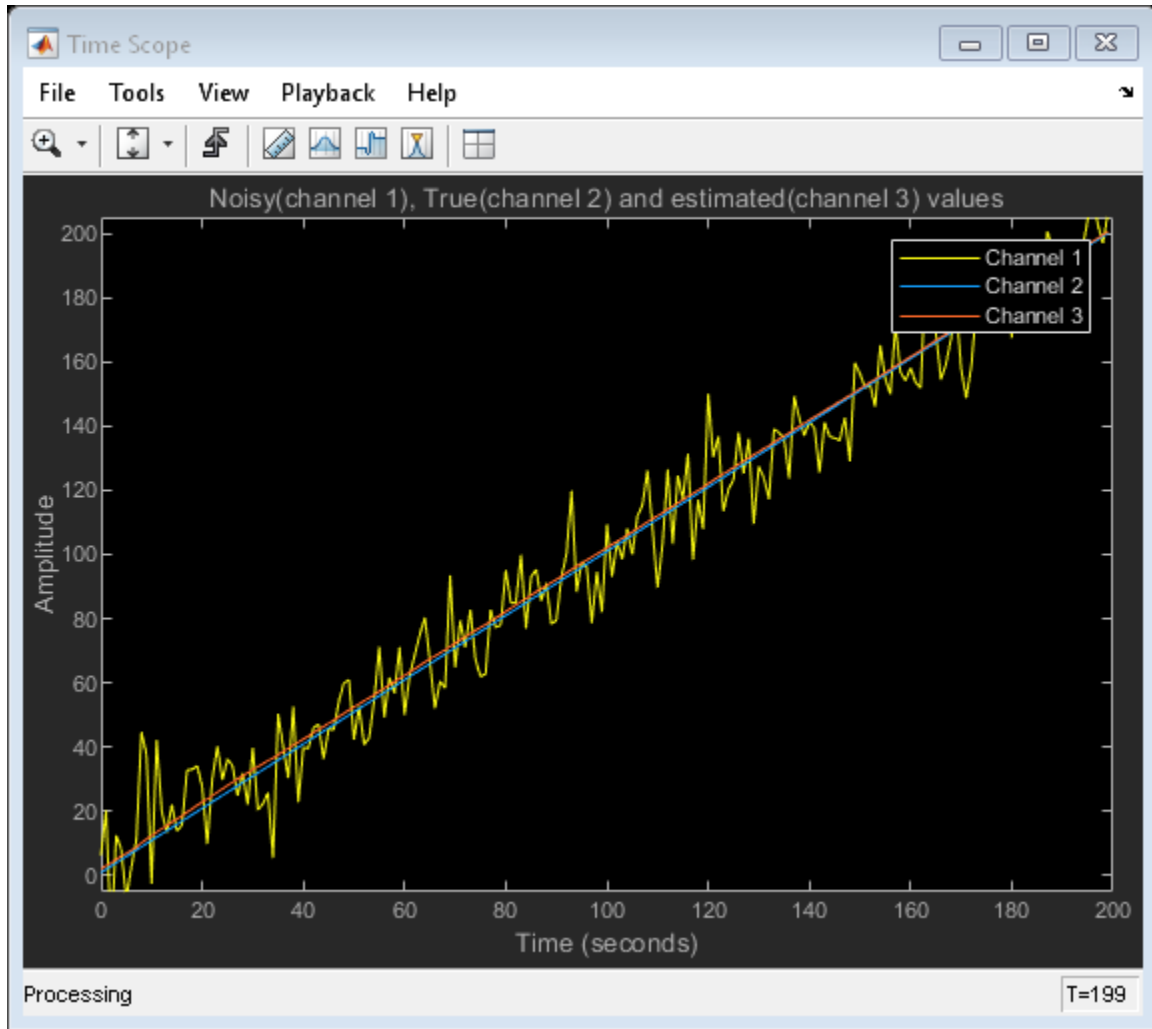 Time Scope
File Tools View Playback Help
Noisy(channel 1), True(channel 2) and estimated(channel 3) values
Channel 1
Channel 2
Channel 3
200
180
160
140
120
100
80
60
40
20
0
Amplitude
0 20 40 60 80 100 120 140 160 180 200
Time (seconds)
Processing T=199